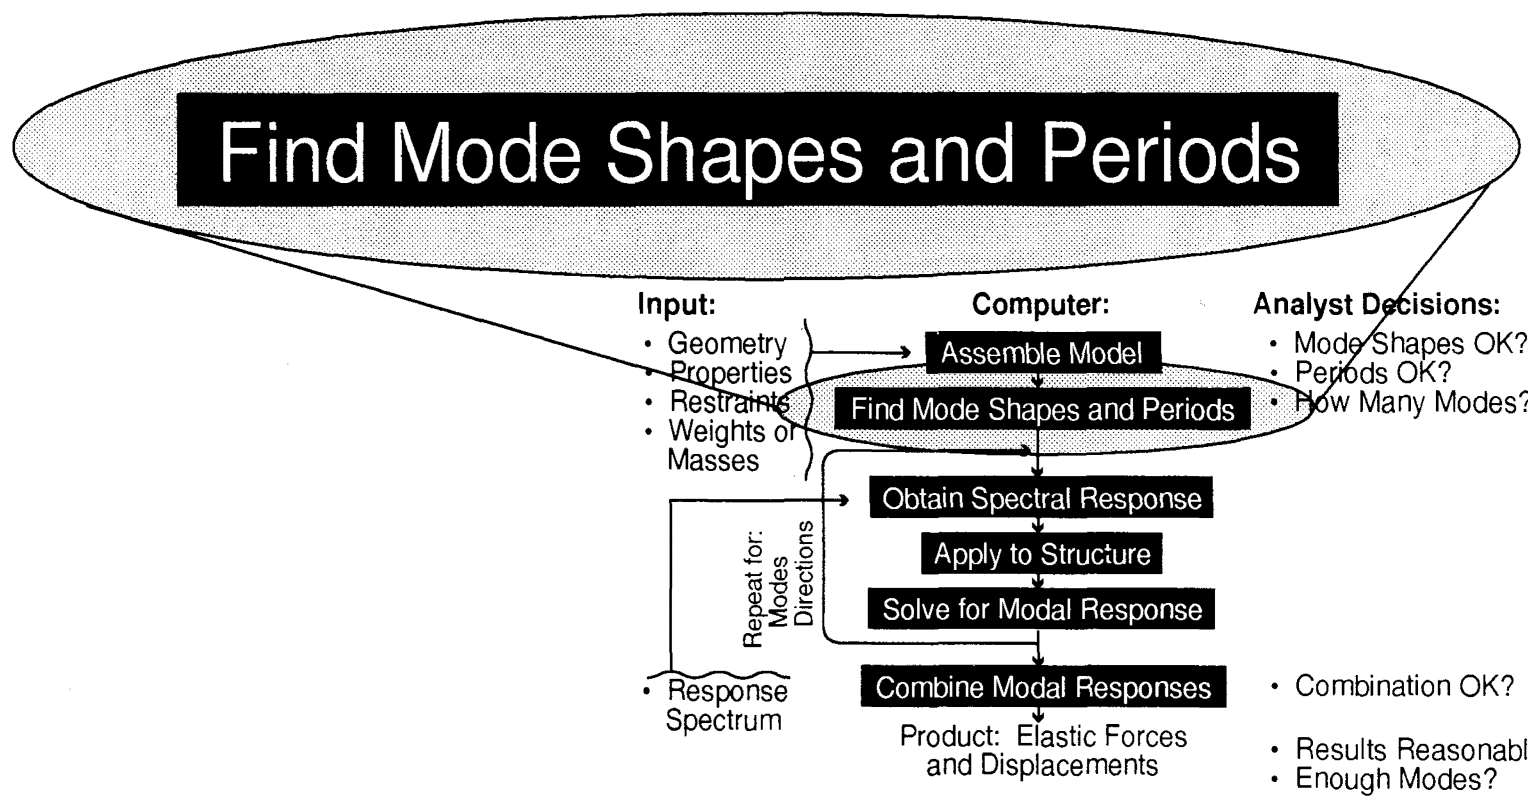 Find Mode Shapes and Periods
Input:
• Geometry
• Properties
• Restraints
• Weights or
Masses
Repeat for:
Modes
Directions
• Response
Spectrum
Computer:
Assemble Model
Find Mode Shapes and Periods
Obtain Spectral Response
Apply to Structure
Solve for Modal Response
Combine Modal Responses
Product: Elastic Forces
and Displacements
Analyst Decisions:
• Mode Shapes OK?
• Periods OK?
• How Many Modes?
• Combination OK?
• Results Reasonabl
• Enough Modes?